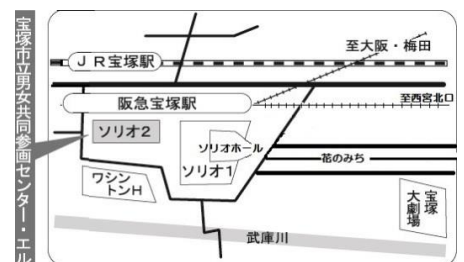 宝塚市立男女共同参画センター・エル
至大阪・梅田
JR宝塚駅
阪急宝塚駅
至西宮北口
ソリオ2
ソリオホール
ソリオ1
花のみち
ワシン
トンH
宝塚
大劇場
武庫川